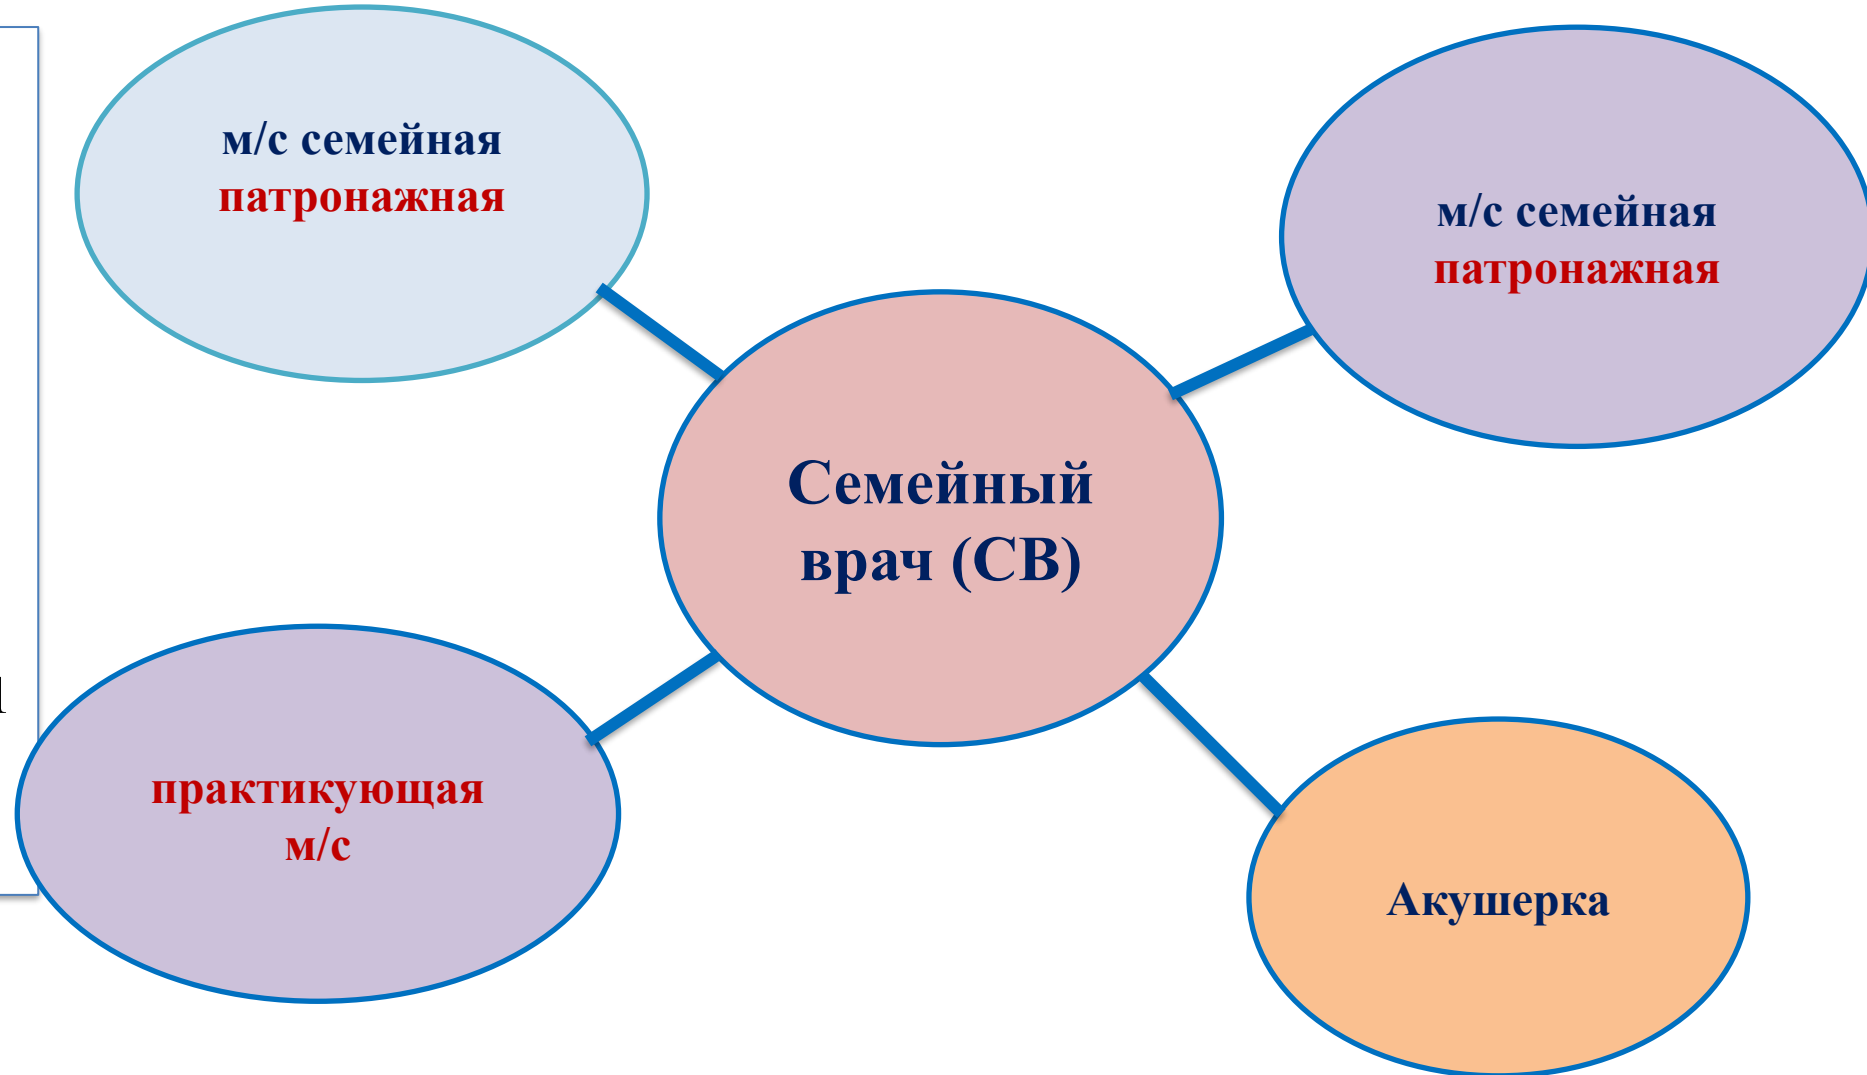 м/с семейная
патронажная
м/с семейная
патронажная
Семейный
врач (СВ)
практикующая
м/с
Акушерка